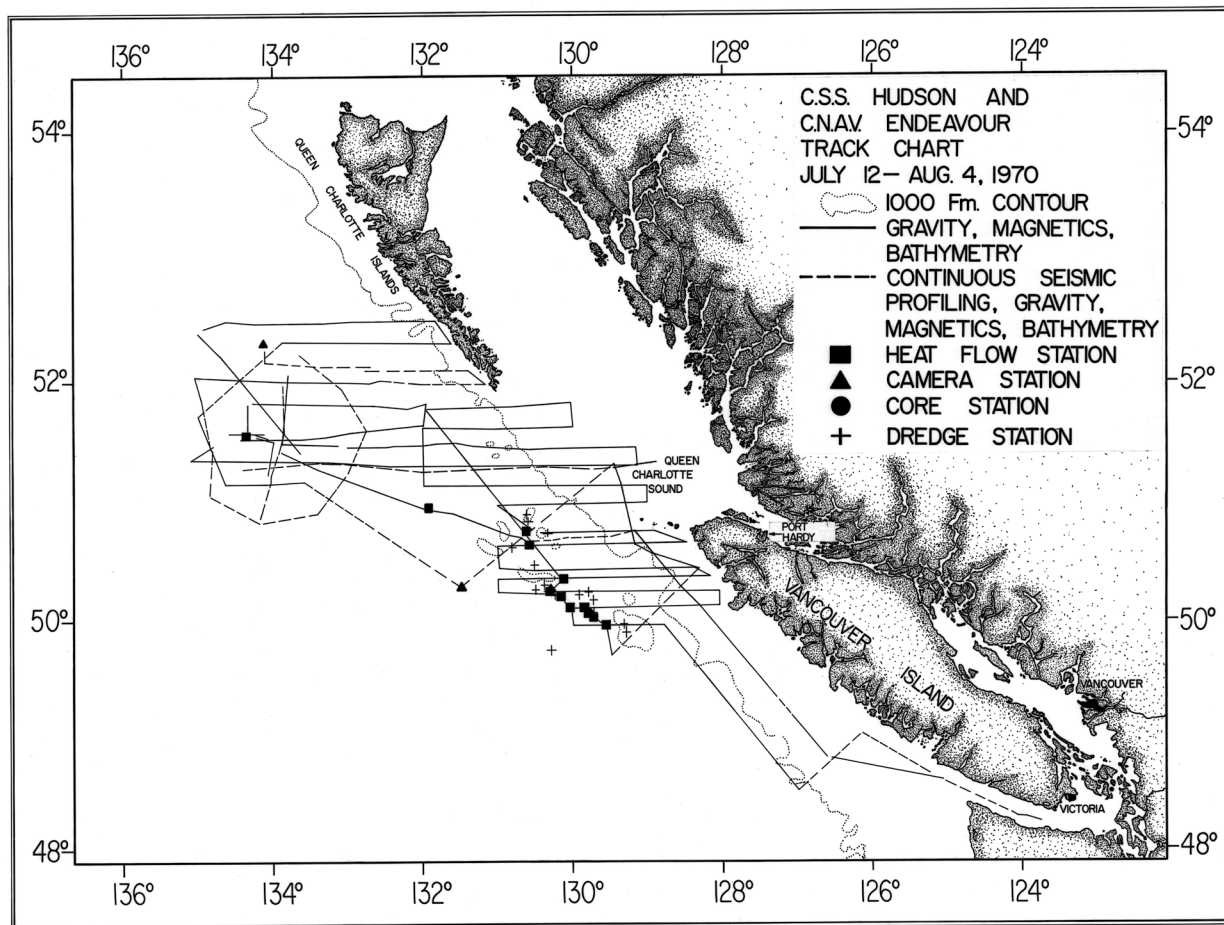 136° 134° 132° 130° 128° 126° 124°
C.S.S. HUDSON AND
C.N.A.V. ENDEAVOUR
TRACK CHART
JULY 12— AUG. 4, 1970
1000 Fm. CONTOUR
GRAVITY, MAGNETICS,
BATHYMETRY
CONTINUOUS SEISMIC
PROFILING, GRAVITY,
MAGNETICS, BATHYMETRY
HEAT FLOW STATION
CAMERA STATION
CORE STATION
DREDGE STATION
54° 54°
QUEEN CHARLOTTE ISLANDS
52° 52°
QUEEN
CHARLOTTE
SOUND
PORT
HARDY
50° 50°
VANCOUVER ISLAND
VANCOUVER
VICTORIA
48° 48°
136° 134° 132° 130° 128° 126° 124°